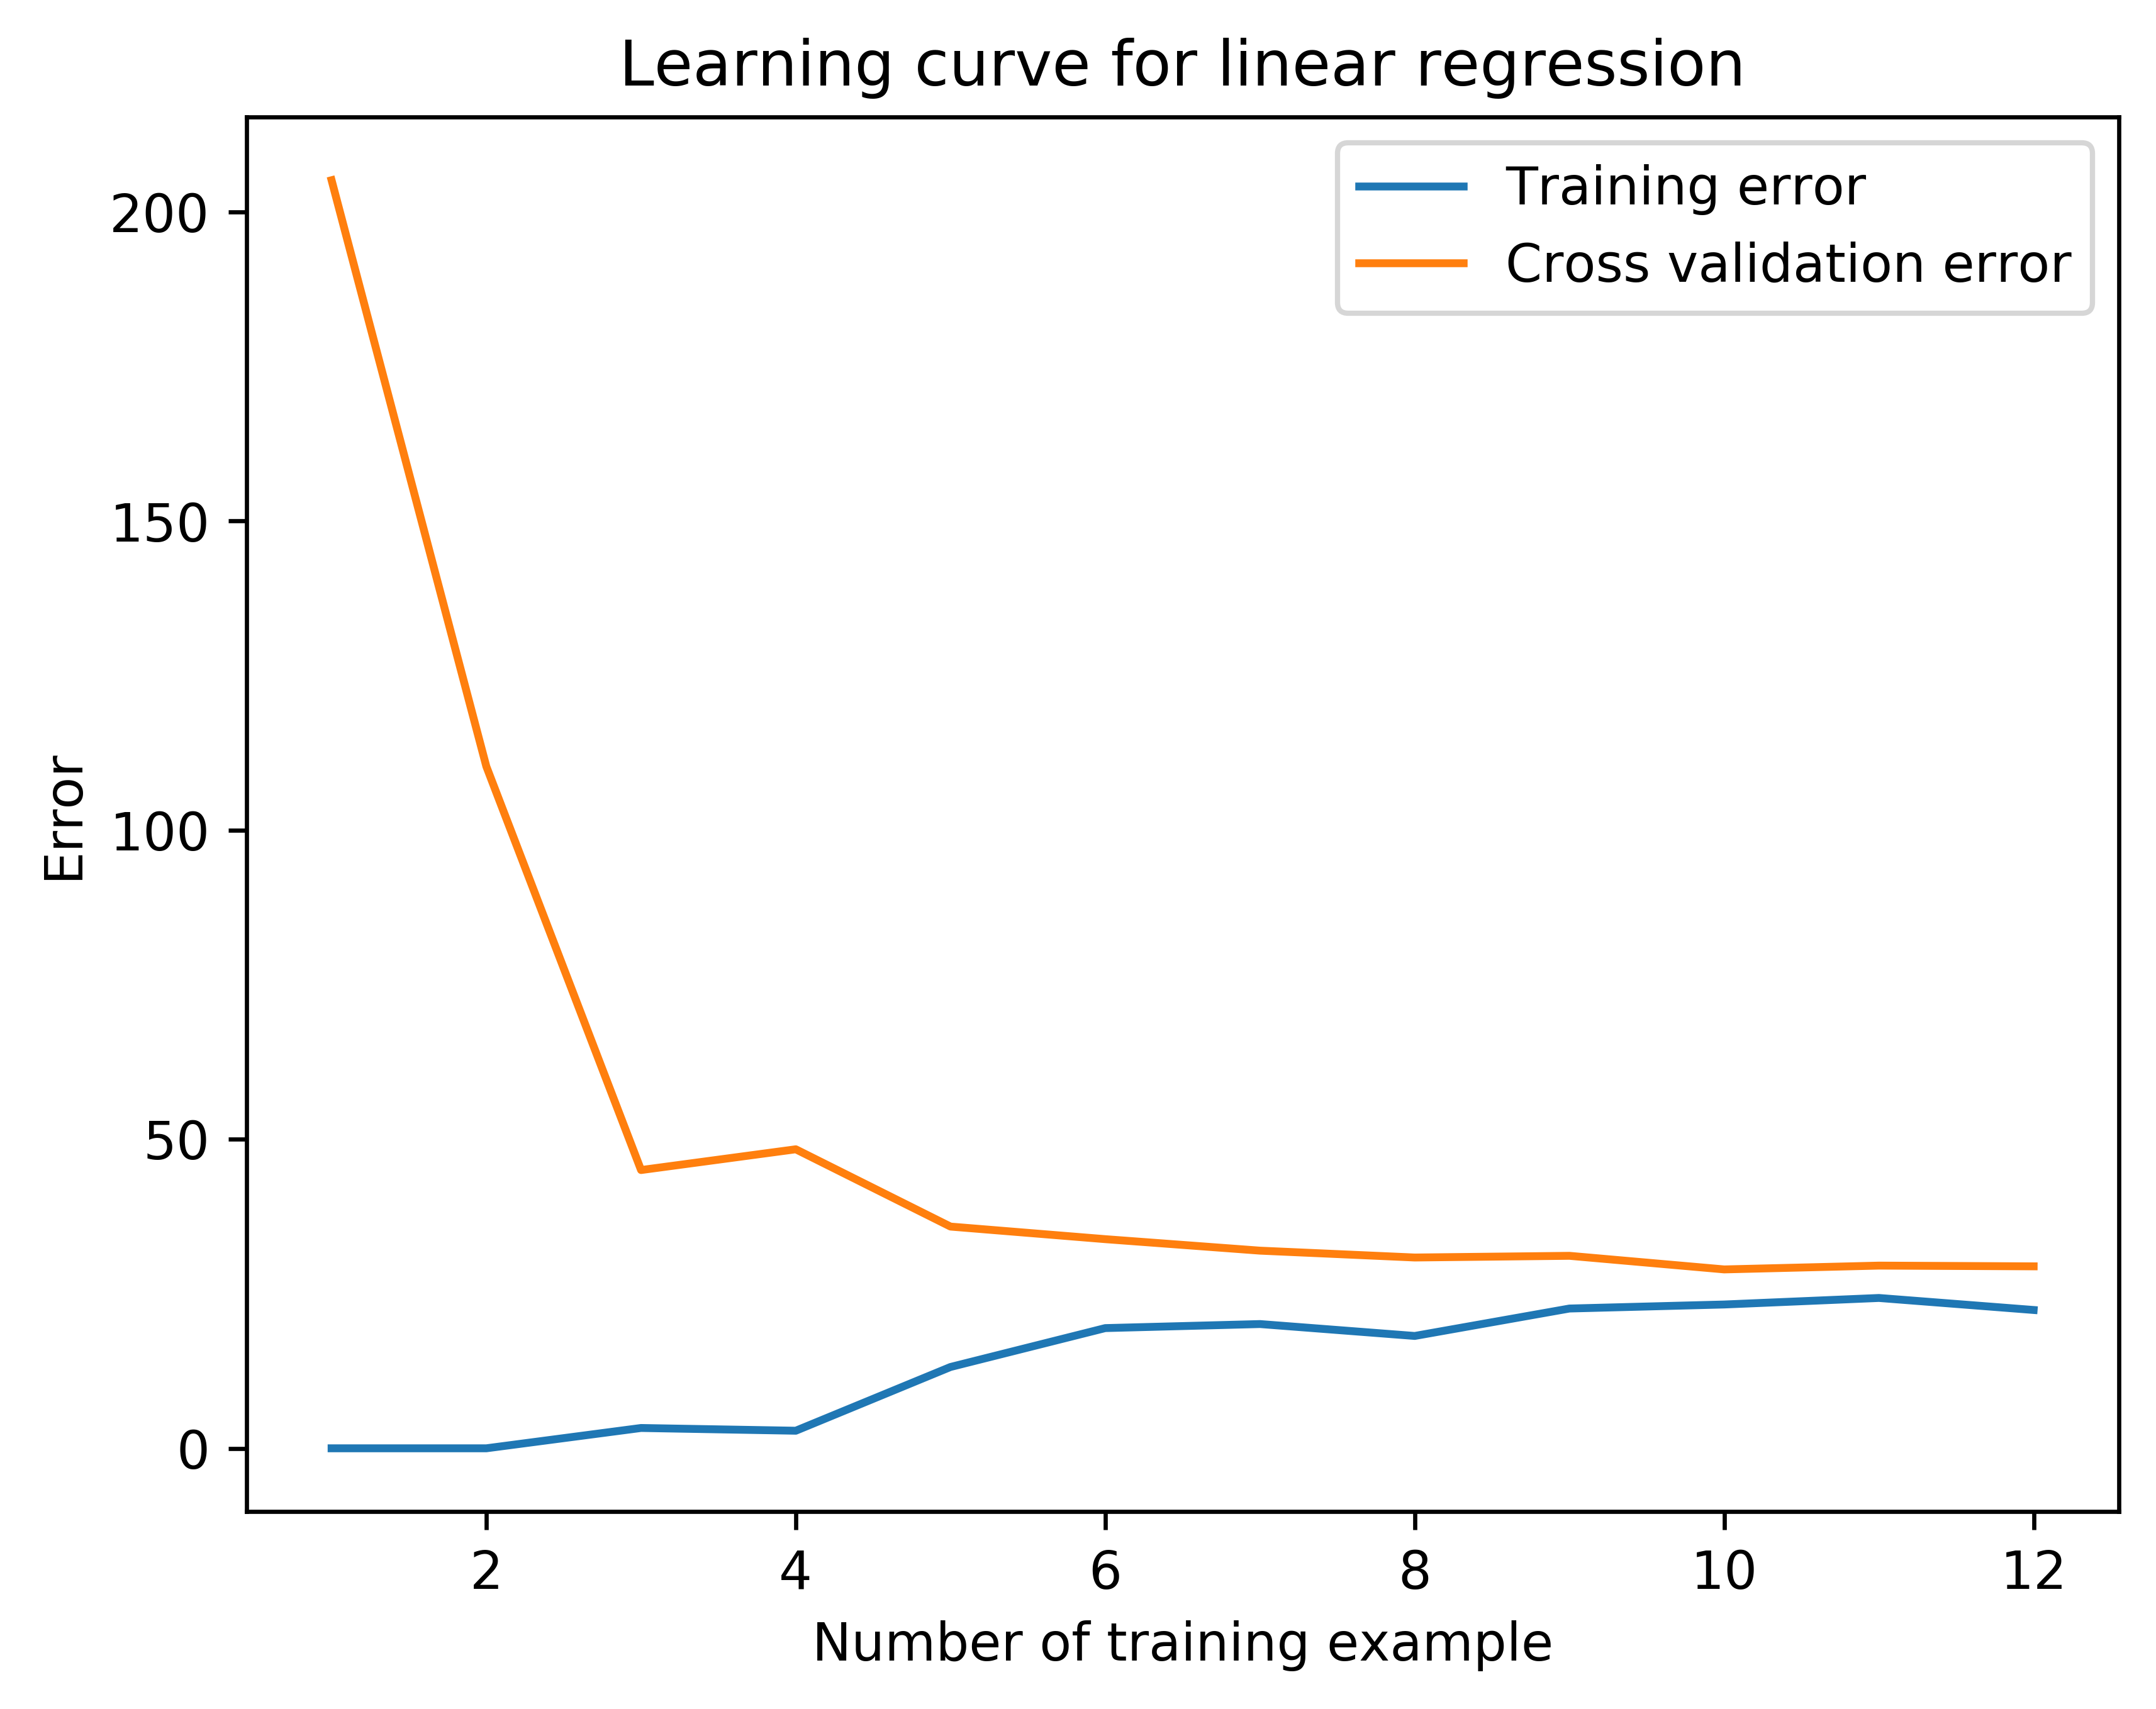 Learning curve for linear regression
Training error
Cross validation error
200
150
100
50
0
Error
2 4 6 8 10 12
Number of training example